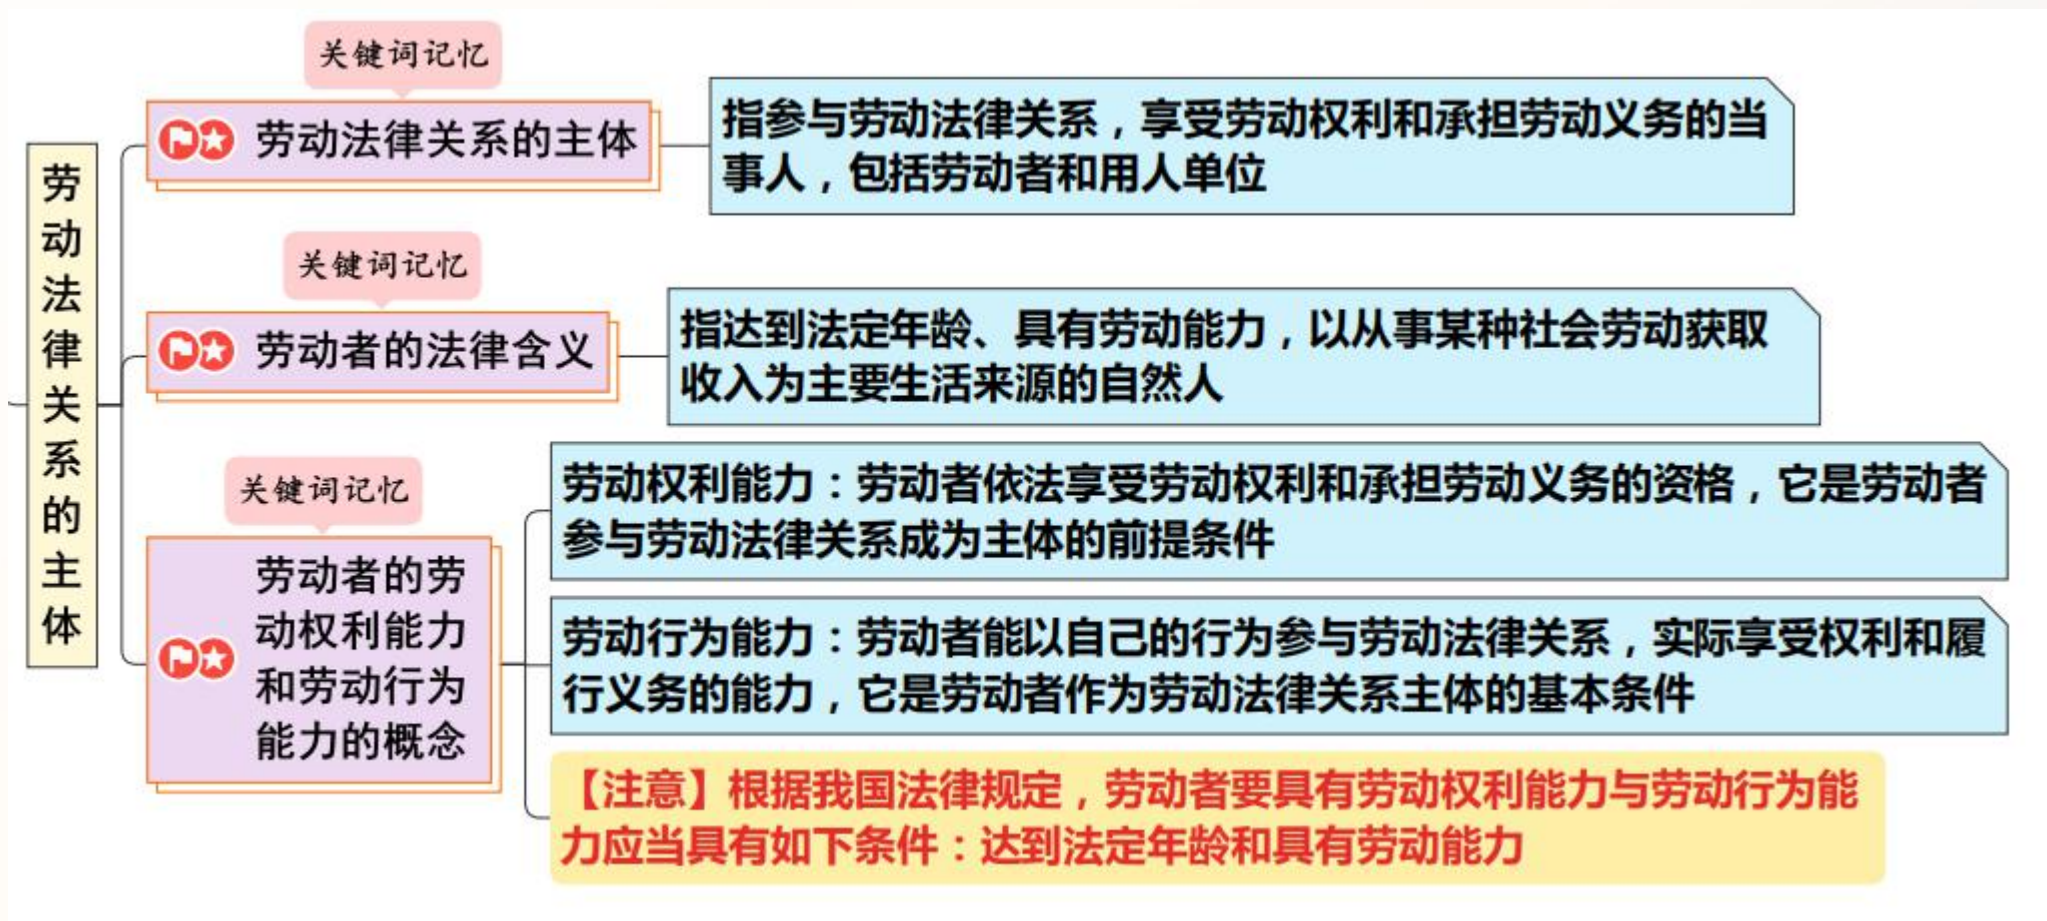 劳动法律关系的主体
关键词记忆
劳动法律关系的主体
指参与劳动法律关系，享受劳动权利和承担劳动义务的当
事人，包括劳动者和用人单位
关键词记忆
劳动者的法律含义
指达到法定年龄、具有劳动能力，以从事某种社会劳动获取
收入为主要生活来源的自然人
关键词记忆
劳动者的劳
动权利能力
和劳动行为
能力的概念
劳动权利能力：劳动者依法享受劳动权利和承担劳动义务的资格，它是劳动者
参与劳动法律关系成为主体的前提条件
劳动行为能力：劳动者能以自己的行为参与劳动法律关系，实际享受权利和履
行义务的能力，它是劳动者作为劳动法律关系主体的基本条件
【注意】根据我国法律规定，劳动者要具有劳动权利能力与劳动行为能
力应当具有如下条件：达到法定年龄和具有劳动能力